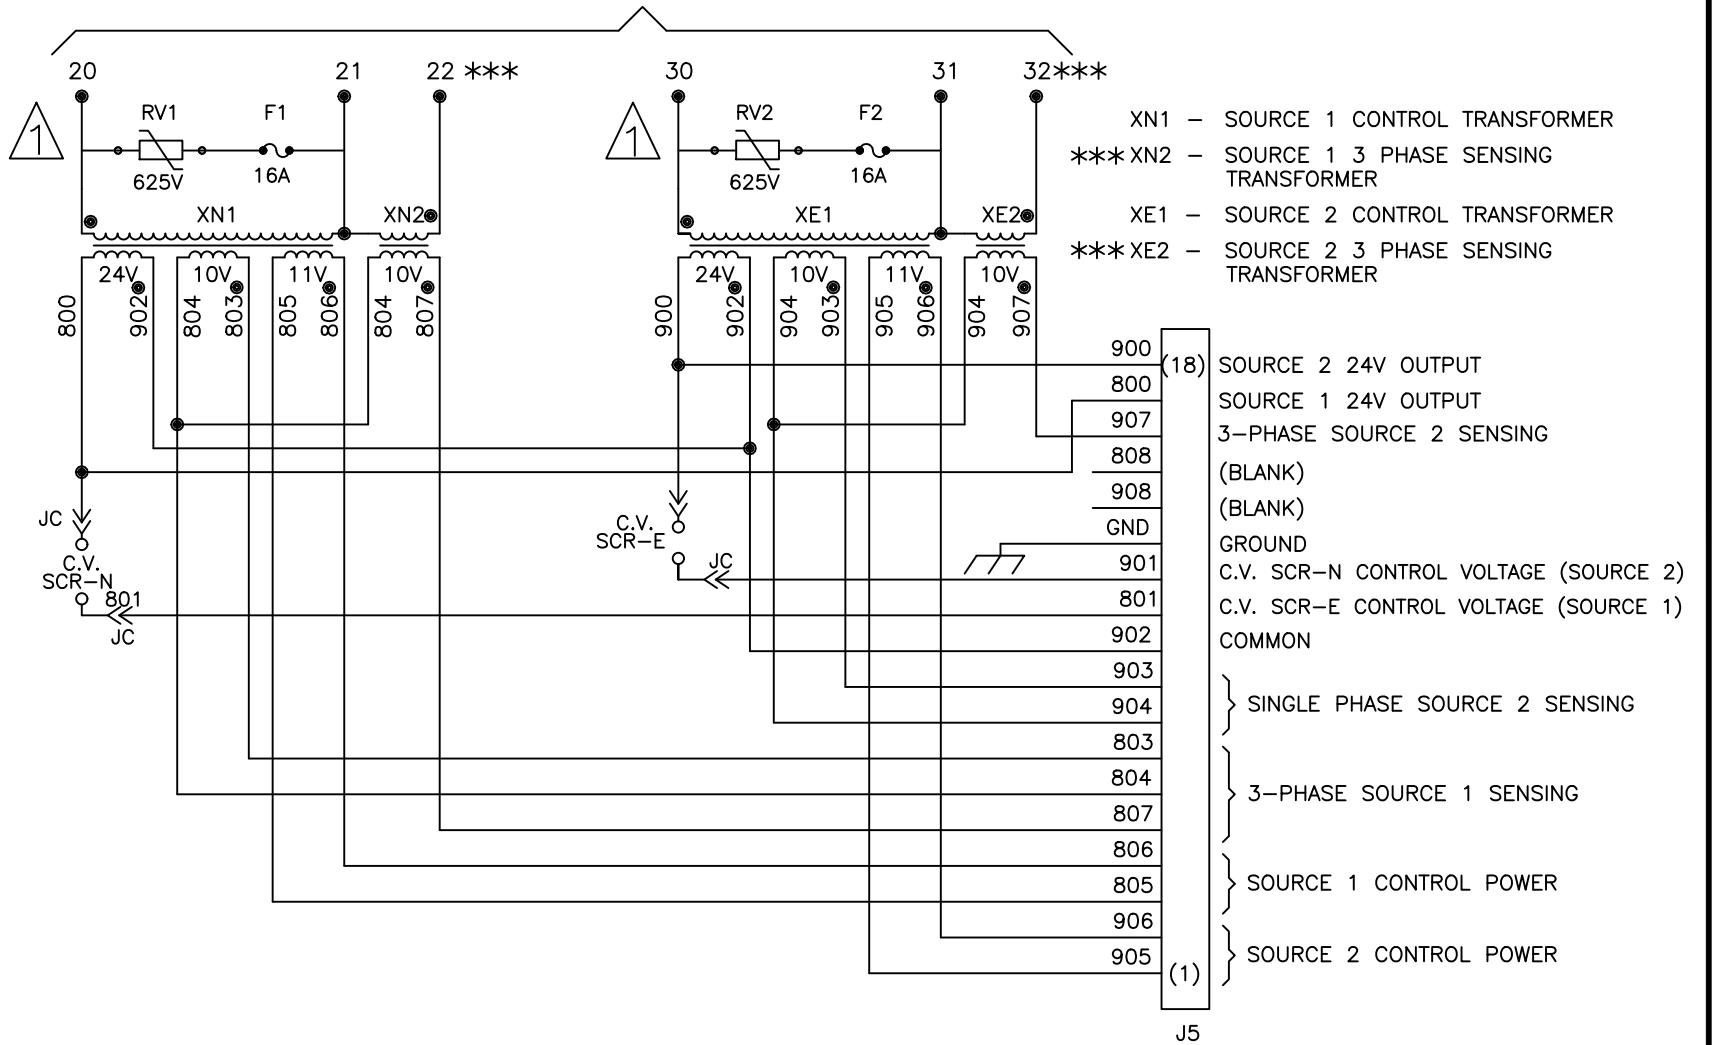 20 21 22 *** 30 31 32***
1 RV1 F1 1 RV2 F2
625V 16A 625V 16A
XN1 XN2 XE1 XE2
24V 10V 11V 10V 24V 10V 11V 10V
800 902 804 803 805 806 804 807 900 902 904 903 905 906 904 907
XN1 - SOURCE 1 CONTROL TRANSFORMER
***XN2 - SOURCE 1 3 PHASE SENSING
TRANSFORMER
XE1 - SOURCE 2 CONTROL TRANSFORMER
***XE2 - SOURCE 2 3 PHASE SENSING
TRANSFORMER
900 (18) SOURCE 2 24V OUTPUT
800 SOURCE 1 24V OUTPUT
907 3-PHASE SOURCE 2 SENSING
808 (BLANK)
908 (BLANK)
GND GROUND
901 C.V. SCR-N CONTROL VOLTAGE (SOURCE 2)
801 C.V. SCR-E CONTROL VOLTAGE (SOURCE 1)
902 COMMON
903
904 SINGLE PHASE SOURCE 2 SENSING
803
804 3-PHASE SOURCE 1 SENSING
807
806
805 SOURCE 1 CONTROL POWER
906
905 SOURCE 2 CONTROL POWER
(1)
J5
JC
C.V.
SCR-N
801
JC
C.V.
SCR-E
JC